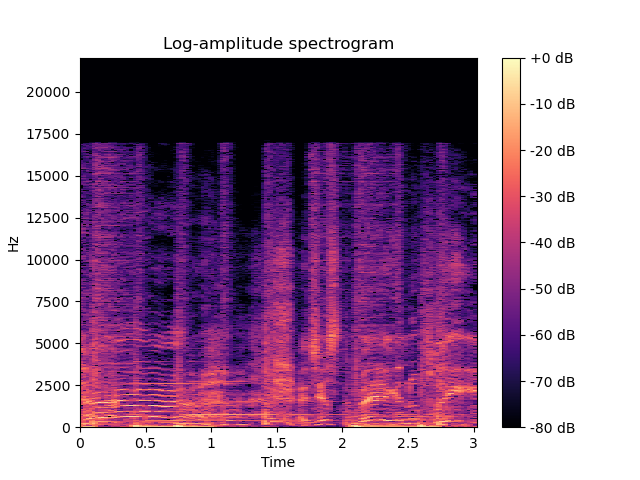 Log-amplitude spectrogram
20000
17500
15000
12500
10000
7500
5000
2500
0
Hz
0
0.5
1
1.5
2
2.5
3
Time
+0 dB
-10 dB
-20 dB
-30 dB
-40 dB
-50 dB
-60 dB
-70 dB
-80 dB